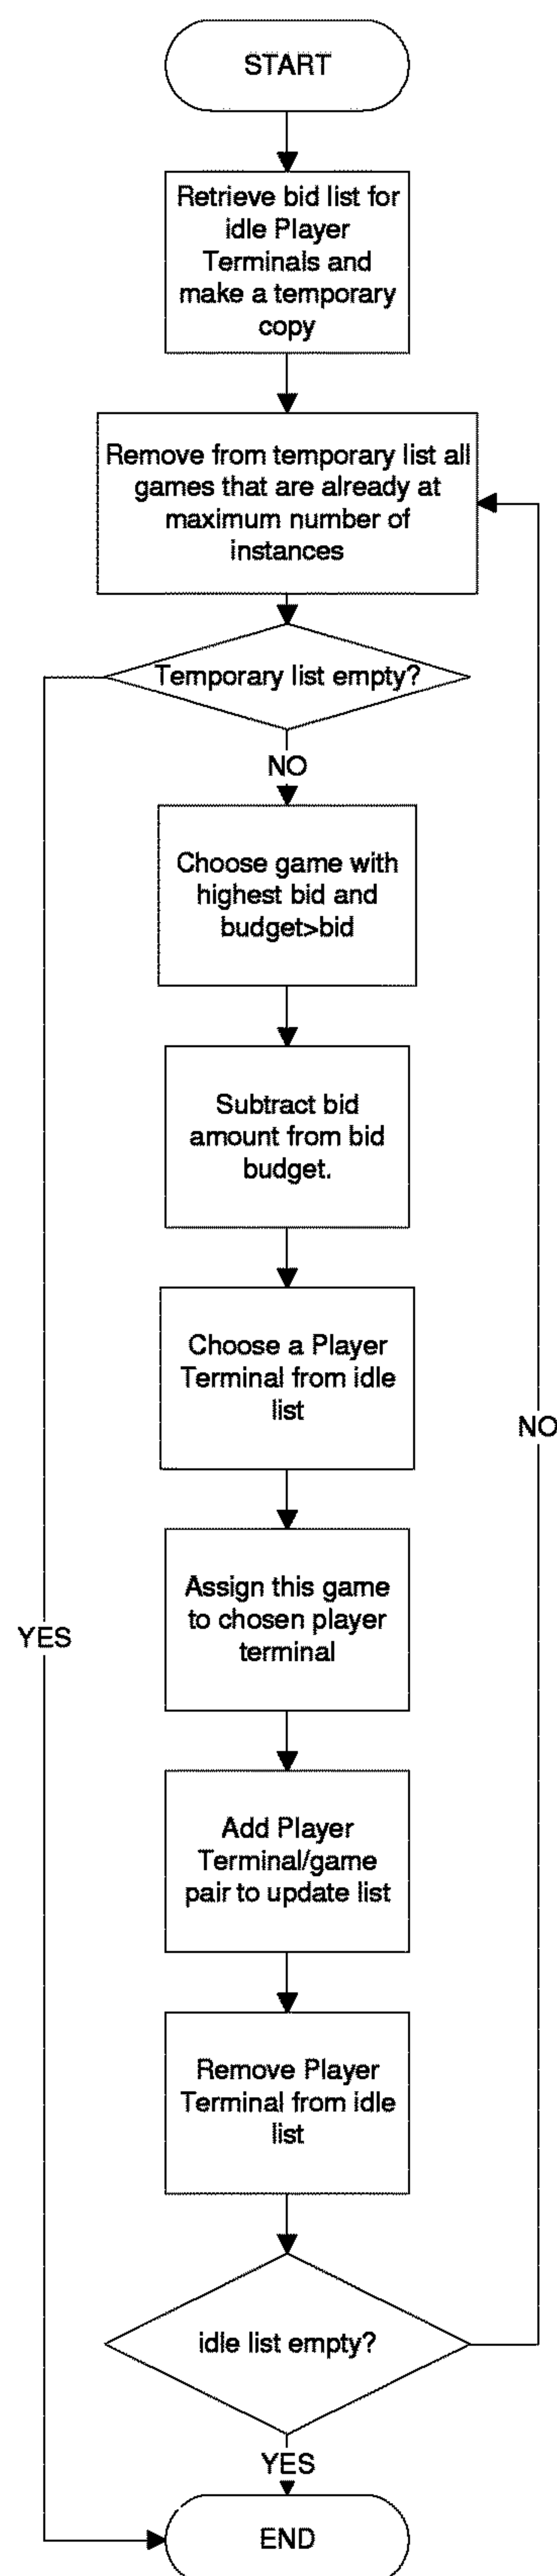 START
Retrieve bid list for
idle Player
Terminals and
make a temporary
copy
Remove from temporary list all
games that are already at
maximum number of
instances
Temporary list empty?
NO
Choose game with
highest bid and
budget>bid
Subtract bid
amount from bid
budget.
Choose a Player
Terminal from idle
list
NO
Assign this game
to chosen player
terminal
YES
Add Player
Terminal/game
pair to update list
Remove Player
Terminal from idle
list
idle list empty?
YES
END